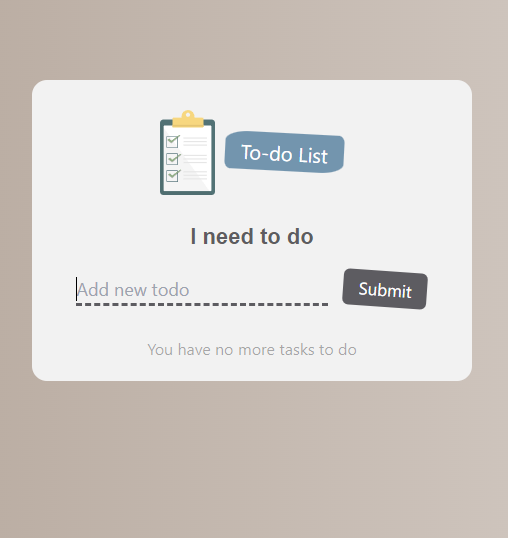 To-do List
I need to do
Add new todo
Submit
You have no more tasks to do